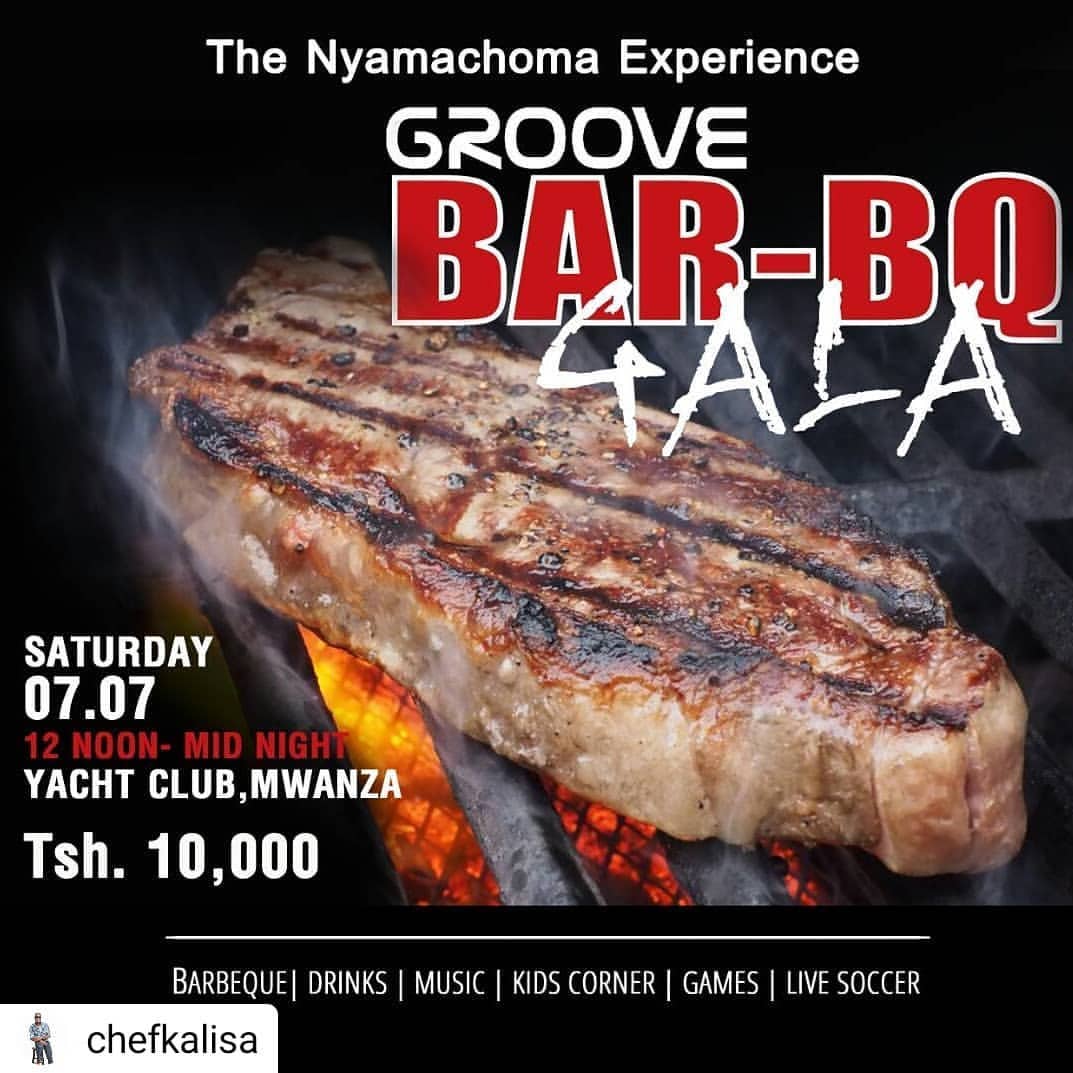 The Nyamachoma Experience
GROOVE
BAR-BQ
GALA
SATURDAY
07.07
12 NOON- MID NIGHT
YACHT CLUB,MWANZA
Tsh. 10,000
BARBEQUE| DRINKS | MUSIC | KIDS CORNER | GAMES | LIVE SOCCER
chefkalisa